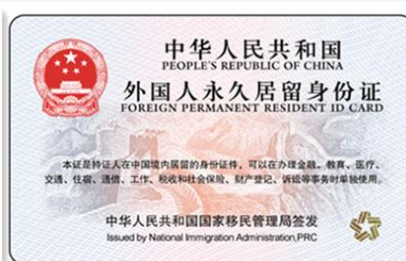 中华人民共和国
PEOPLE'S REPUBLIC OF CHINA
外国人永久居留身份证
FOREIGN PERMANENT RESIDENT ID CARD
本证是持证人在中国境内居留的身份证件，可以在办理金融、教育、医疗、
交通、住宿、通信、工作、税收和社会保险、财产登记、诉讼等事务时单独使用。
中华人民共和国国家移民管理局签发
Issued by National Immigration Administration,PRC